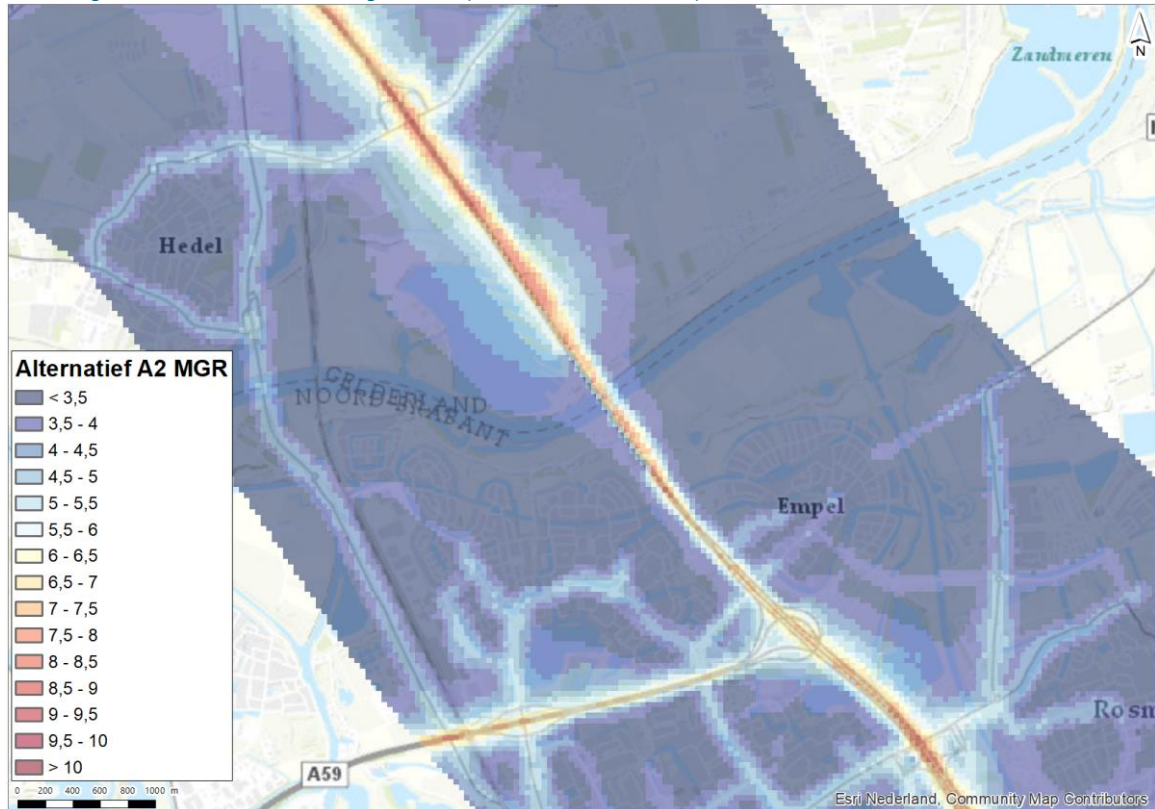 Zandmeren
N
Hedel
GELDERLAND
NOORD-BRABANT
Empel
Rosm
A59
Alternatief A2 MGR
< 3,5
3,5 - 4
4 - 4,5
4,5 - 5
5 - 5,5
5,5 - 6
6 - 6,5
6,5 - 7
7 - 7,5
7,5 - 8
8 - 8,5
8,5 - 9
9 - 9,5
9,5 - 10
> 10
0 200 400 600 800 1000 m
Esri Nederland, Community Map Contributors